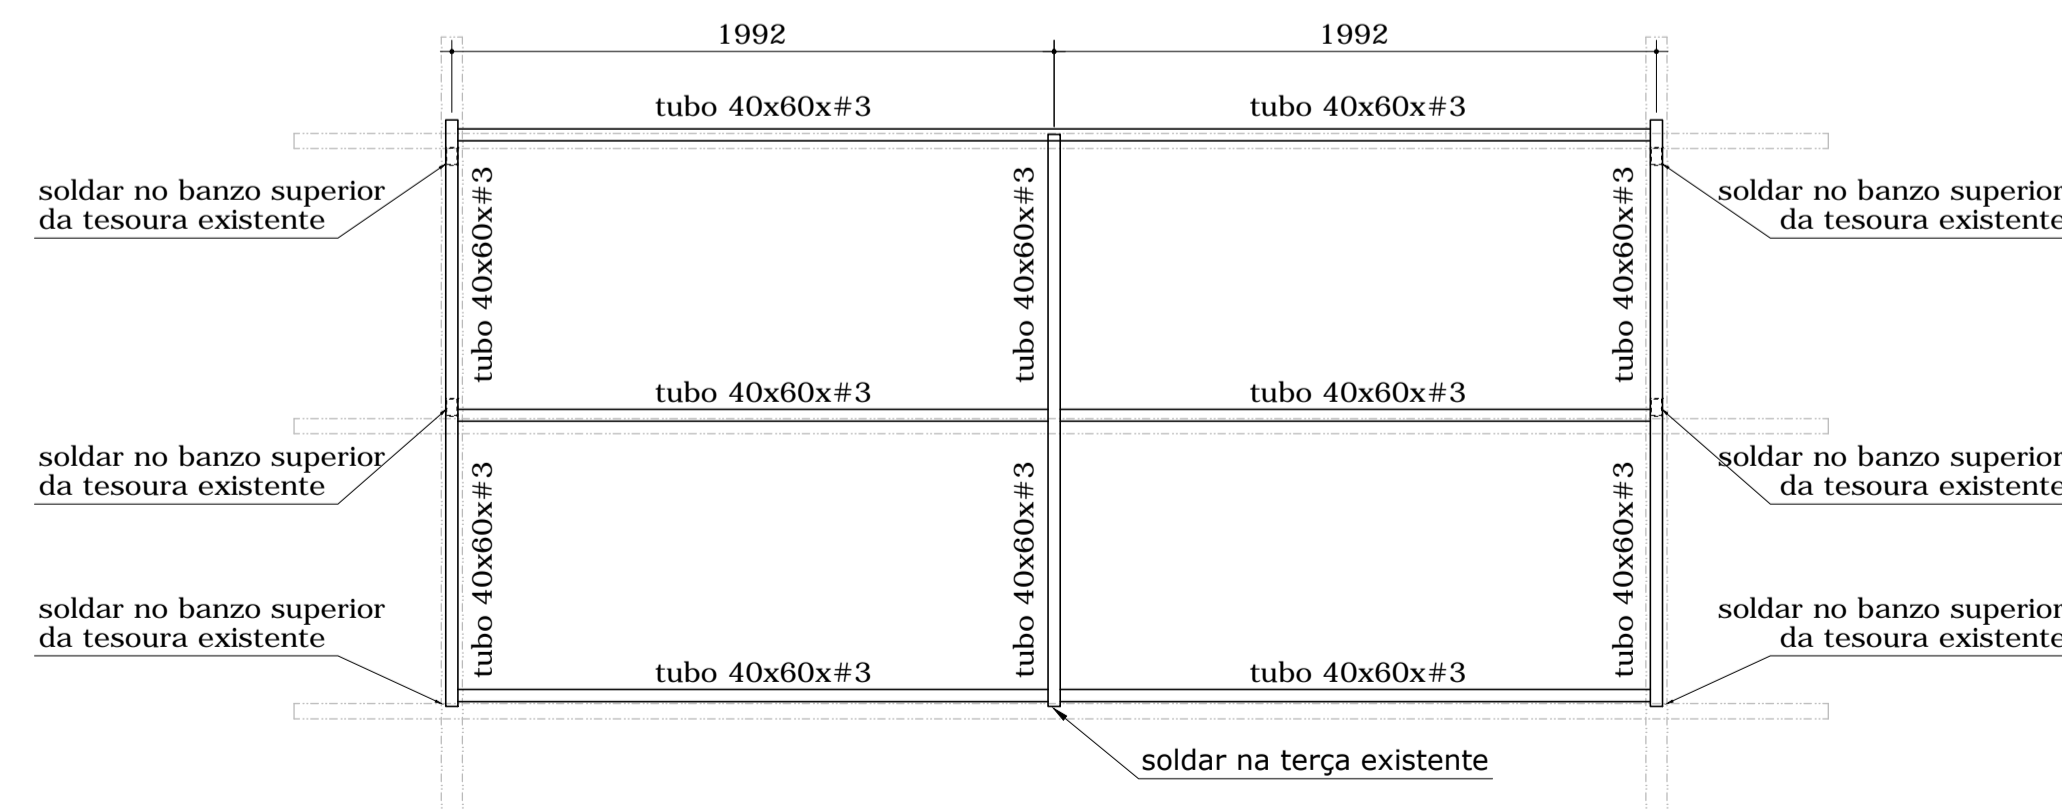 1992
1992
tubo 40x60x#3
tubo 40x60x#3
soldar no banzo superior
da tesoura existente
tubo 40x60x#3
tubo 40x60x#3
tubo 40x60x#3
soldar no banzo superior
da tesoura existente
tubo 40x60x#3
tubo 40x60x#3
soldar no banzo superior
da tesoura existente
tubo 40x60x#3
tubo 40x60x#3
tubo 40x60x#3
soldar no banzo superior
da tesoura existente
soldar no banzo superior
da tesoura existente
tubo 40x60x#3
tubo 40x60x#3
soldar no banzo superior
da tesoura existente
soldar na terça existente